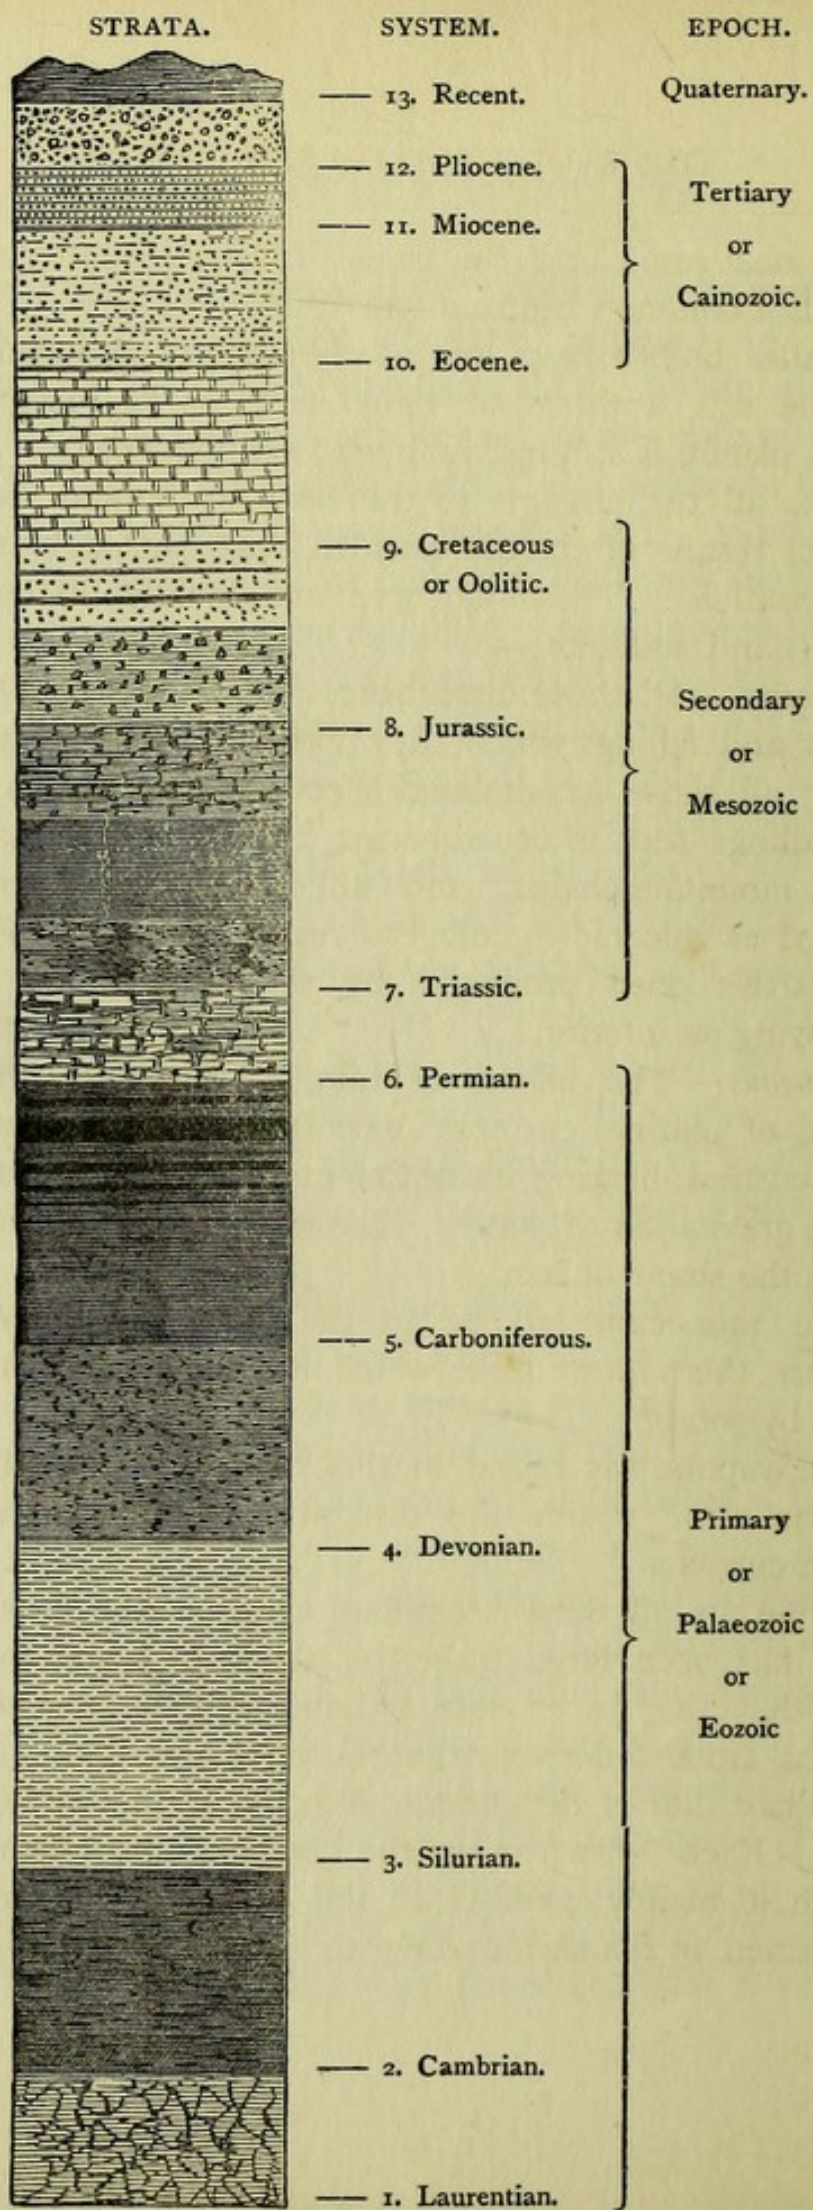 STRATA. SYSTEM. EPOCH.
13. Recent. Quaternary.
12. Pliocene.
Tertiary
11. Miocene.
or
Cainozoic.
10. Eocene.
9. Cretaceous
or Oolitic.
Secondary
8. Jurassic.
or
Mesozoic
7. Triassic.
6. Permian.
5. Carboniferous.
Primary
4. Devonian.
or
Palaeozoic
or
Eozoic
3. Silurian.
2. Cambrian.
1. Laurentian.